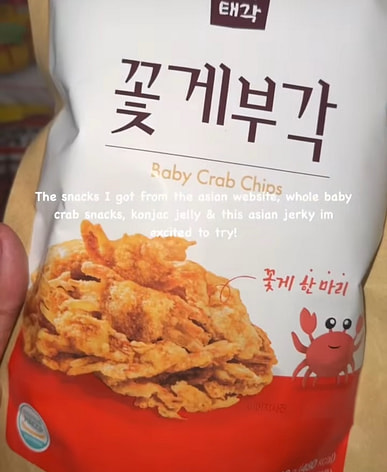 태각
꽃게부각
Baby Crab Chips
The snacks I got from the asian website, whole baby
crab snacks, konjac jelly & this asian jerky im
excited to try!
꽃게 한 마리